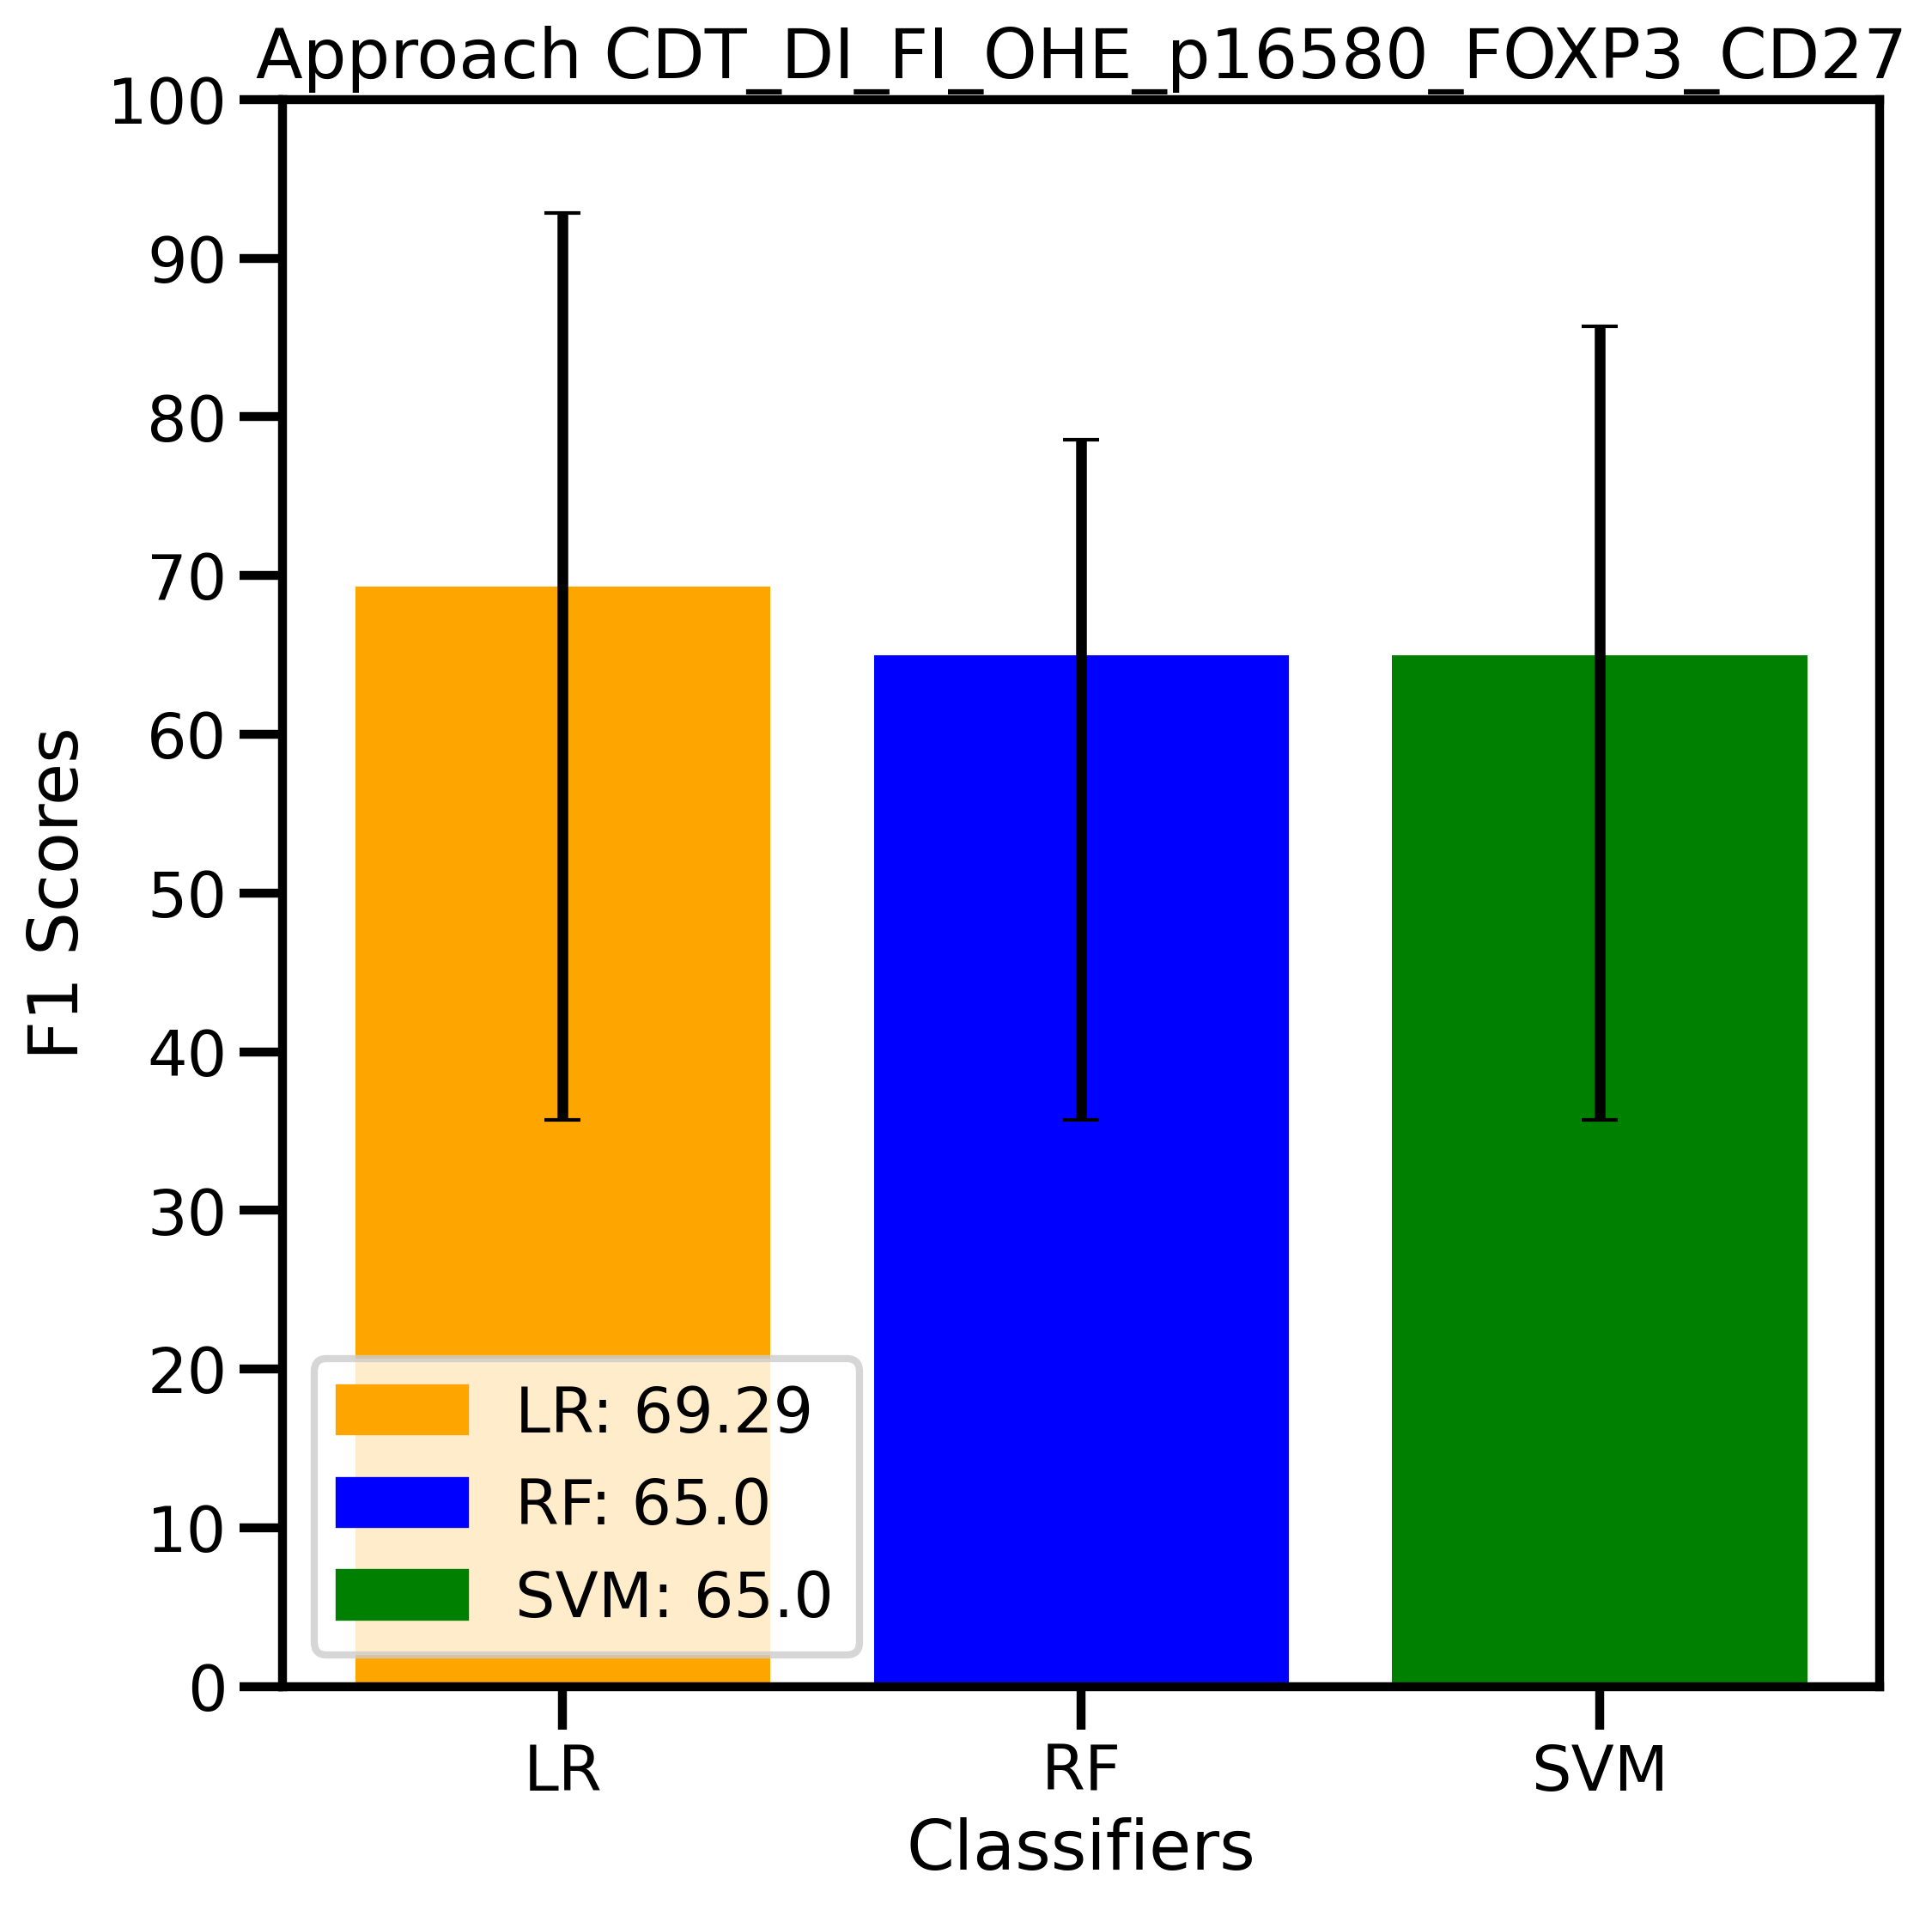 Approach CDT_DI_FI_OHE_p16580_FOXP3_CD27
100
90
80
70
60
50
40
30
20
10
0
F1 Scores
LR: 69.29
RF: 65.0
SVM: 65.0
LR
RF
SVM
Classifiers